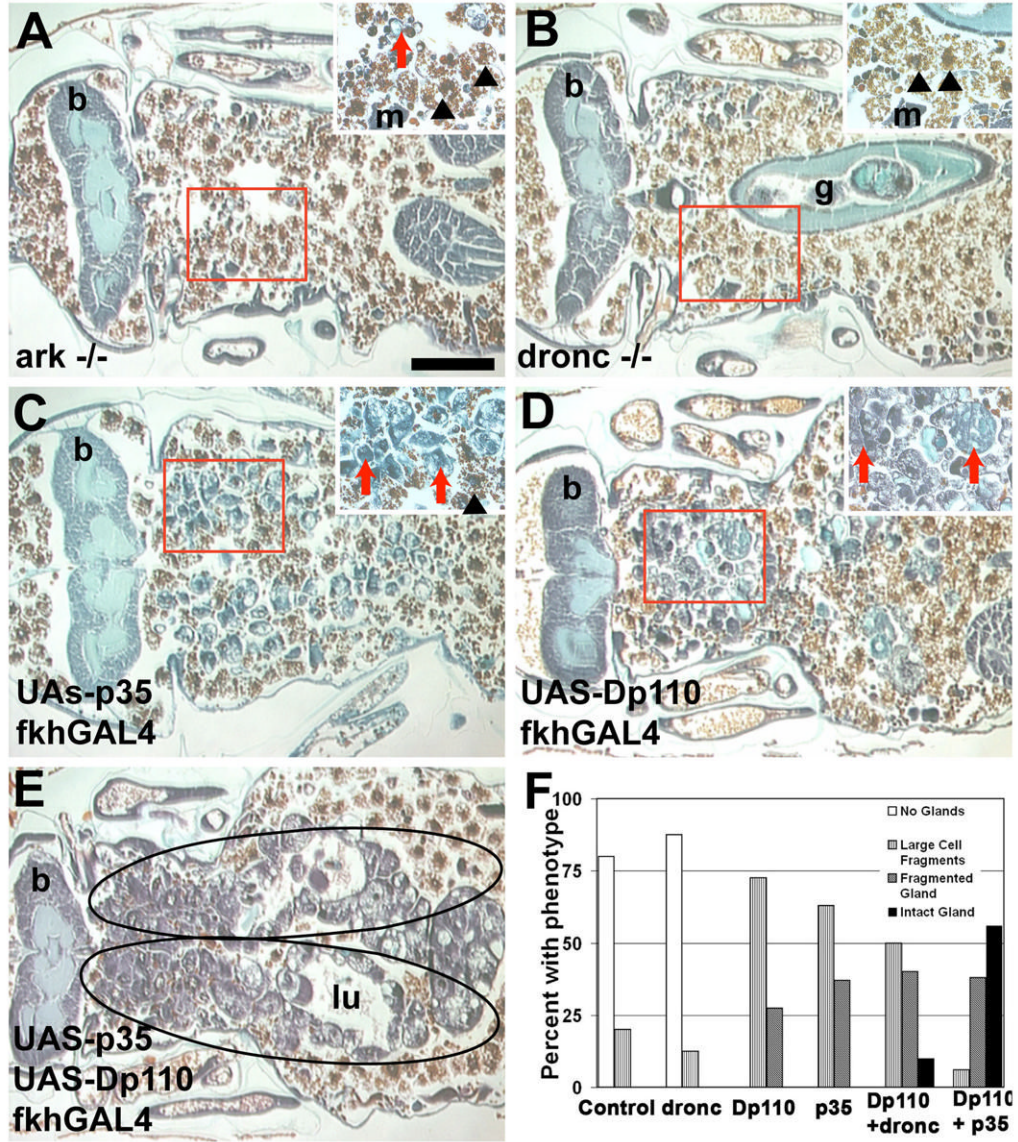 A
b
m
ark -/-
B
b
m
g
dronc -/-
C
b
UAs-p35
fkhGAL4
D
b
UAS-Dp110
fkhGAL4
E
b
lu
UAS-p35
UAS-Dp110
fkhGAL4
F
Percent with phenotype
100
75
50
25
0
No Glands
Large Cell
Fragments
Fragmented
Gland
Intact Gland
Control
dronc
Dp110
p35
Dp110
+dronc
Dp110
+ p35